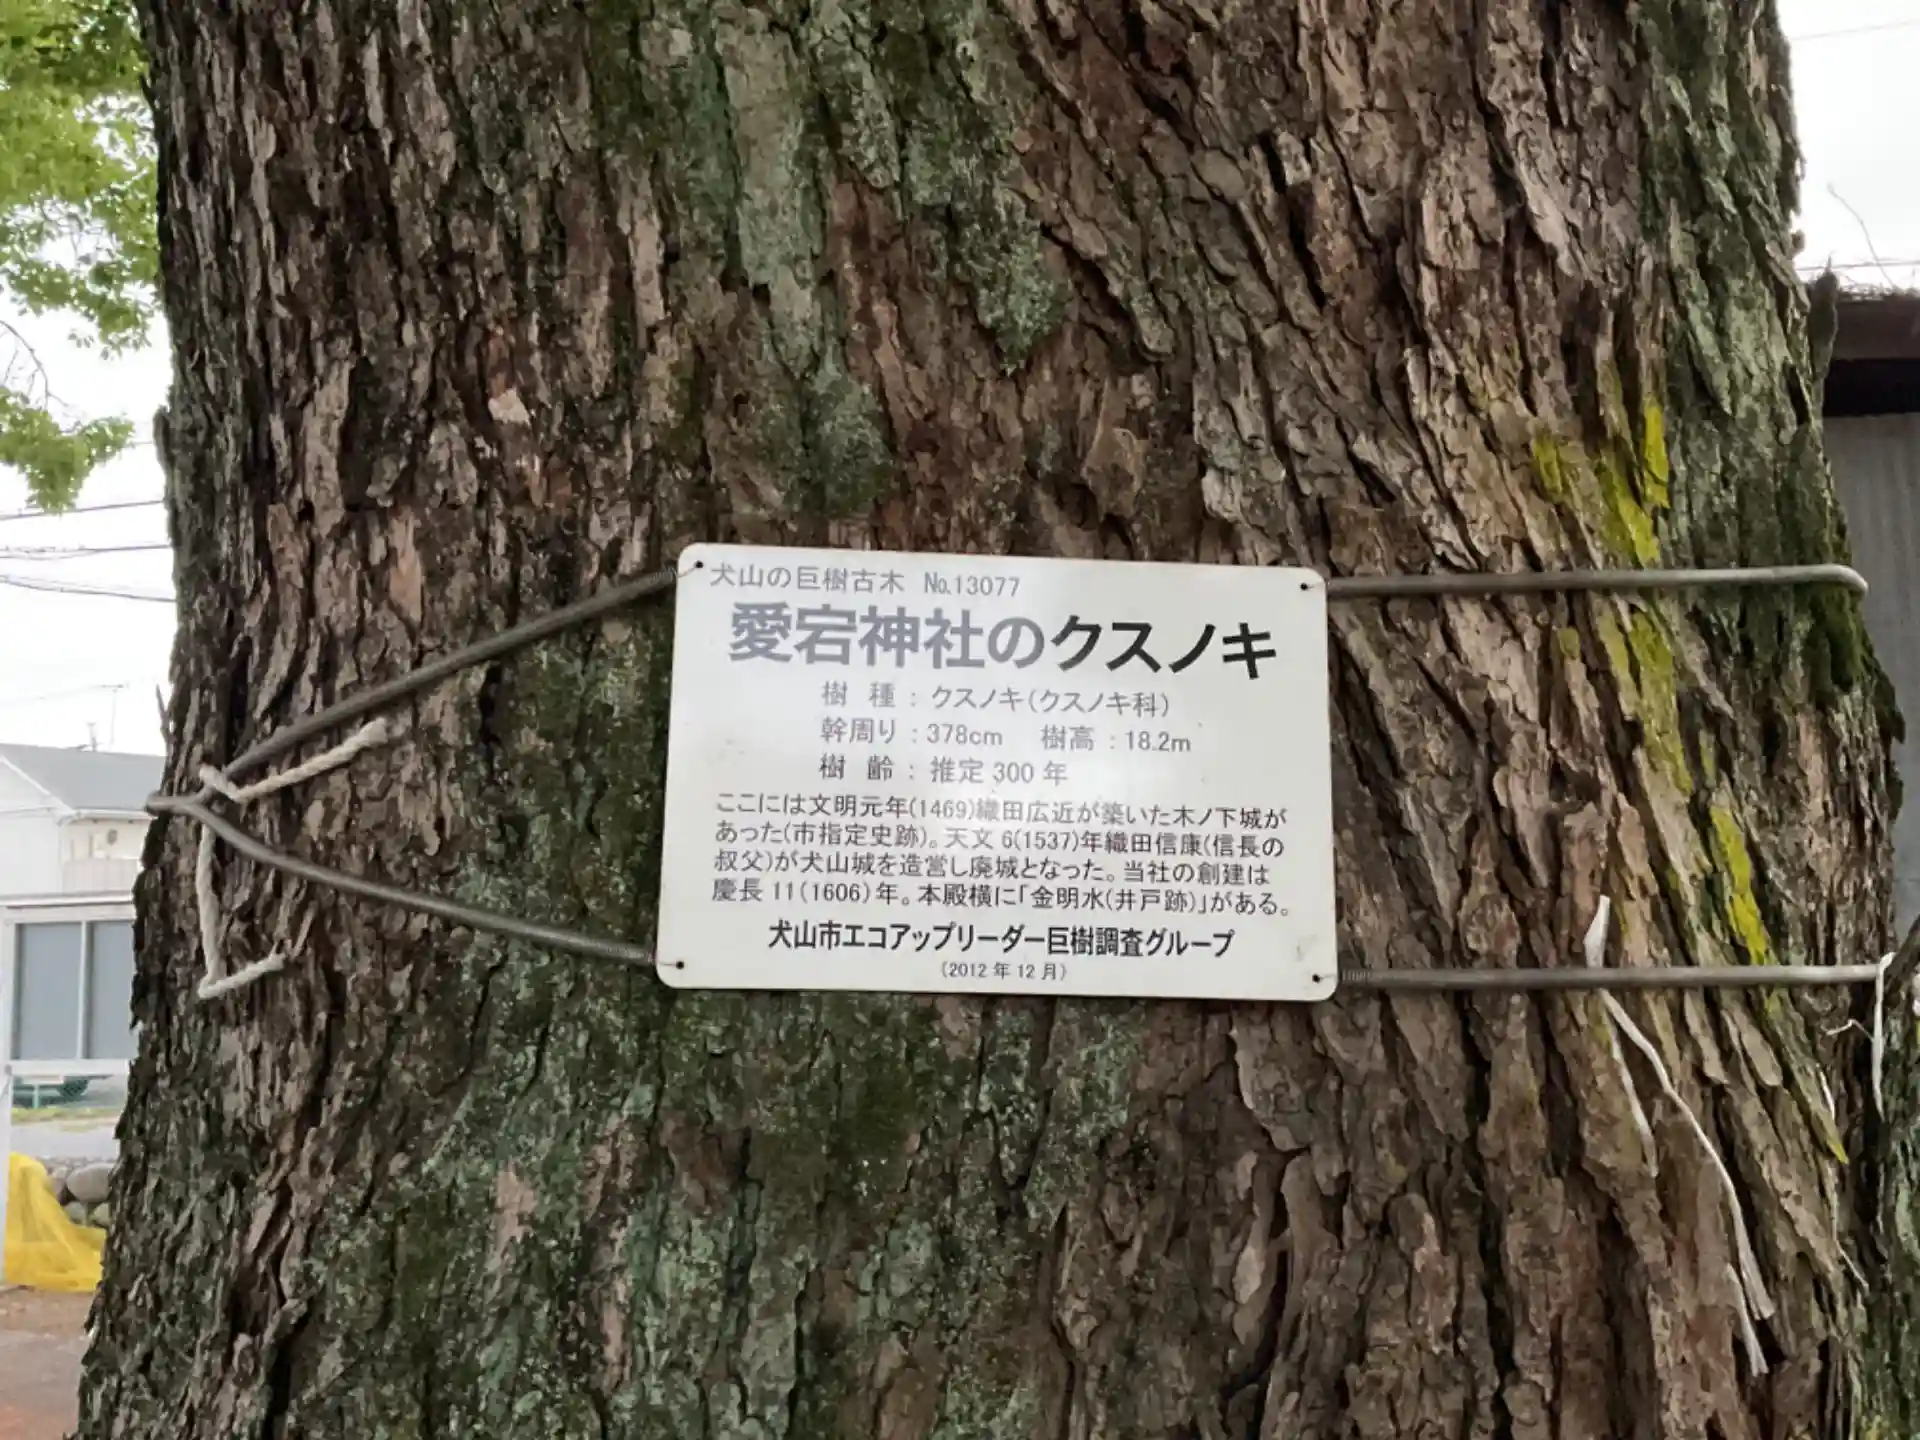 犬山の巨樹古木 №13077
愛宕神社のクスノキ
樹 種 : クスノキ(クスノキ科)
幹周り : 378cm 樹高 : 18.2m
樹 齢 : 推定 300 年
ここには文明元年(1469)織田広近が築いた木ノ下城が
あった(市指定史跡)。天文 6(1537)年織田信康(信長の
叔父)が犬山城を造営し廃城となった。当社の創建は
慶長 11(1606)年。本殿横に「金明水(井戸跡)」がある。
犬山市エコアップリーダー巨樹調査グループ
(2012 年 12 月)